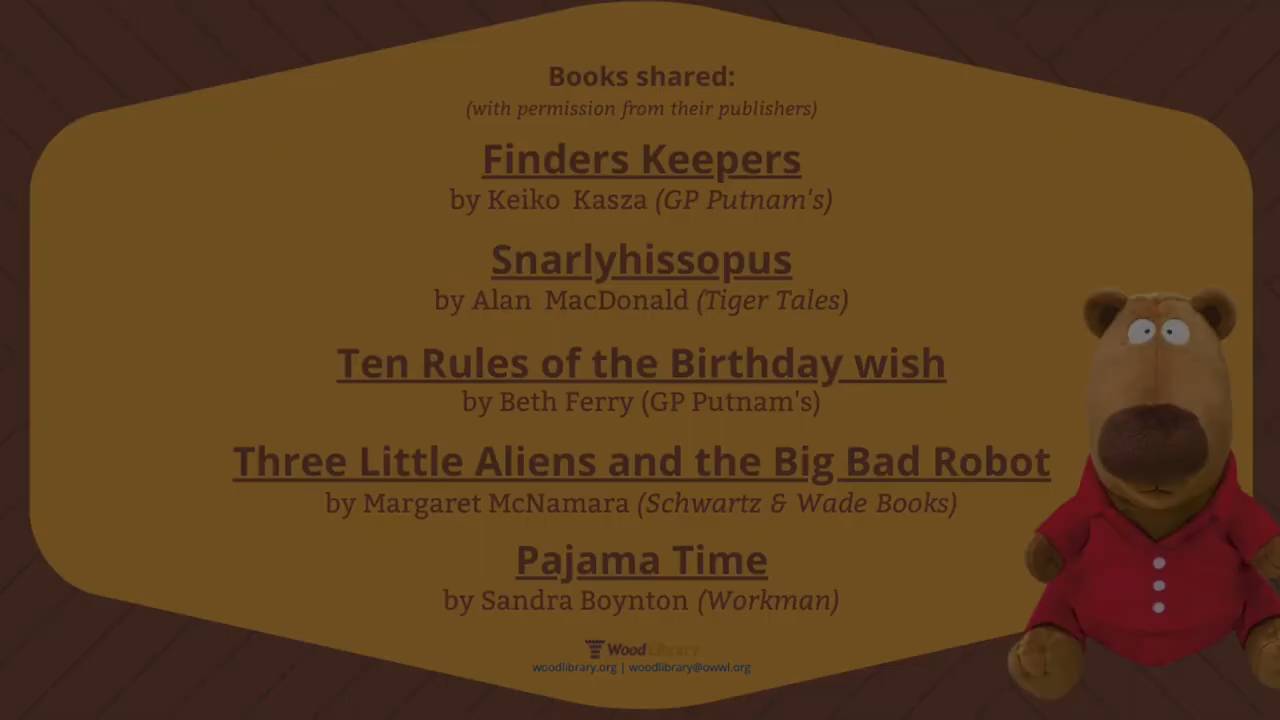 Books shared:
(with permission from their publishers)
Finders Keepers
by Keiko Kasza (GP Putnam's)
Snarlyhissopus
by Alan MacDonald (Tiger Tales)
Ten Rules of the Birthday wish
by Beth Ferry (GP Putnam's)
Three Little Aliens and the Big Bad Robot
by Margaret McNamara (Schwartz & Wade Books)
Pajama Time
by Sandra Boynton (Workman)
Wood Library
woodlibrary.org | woodlibrary@owwl.org